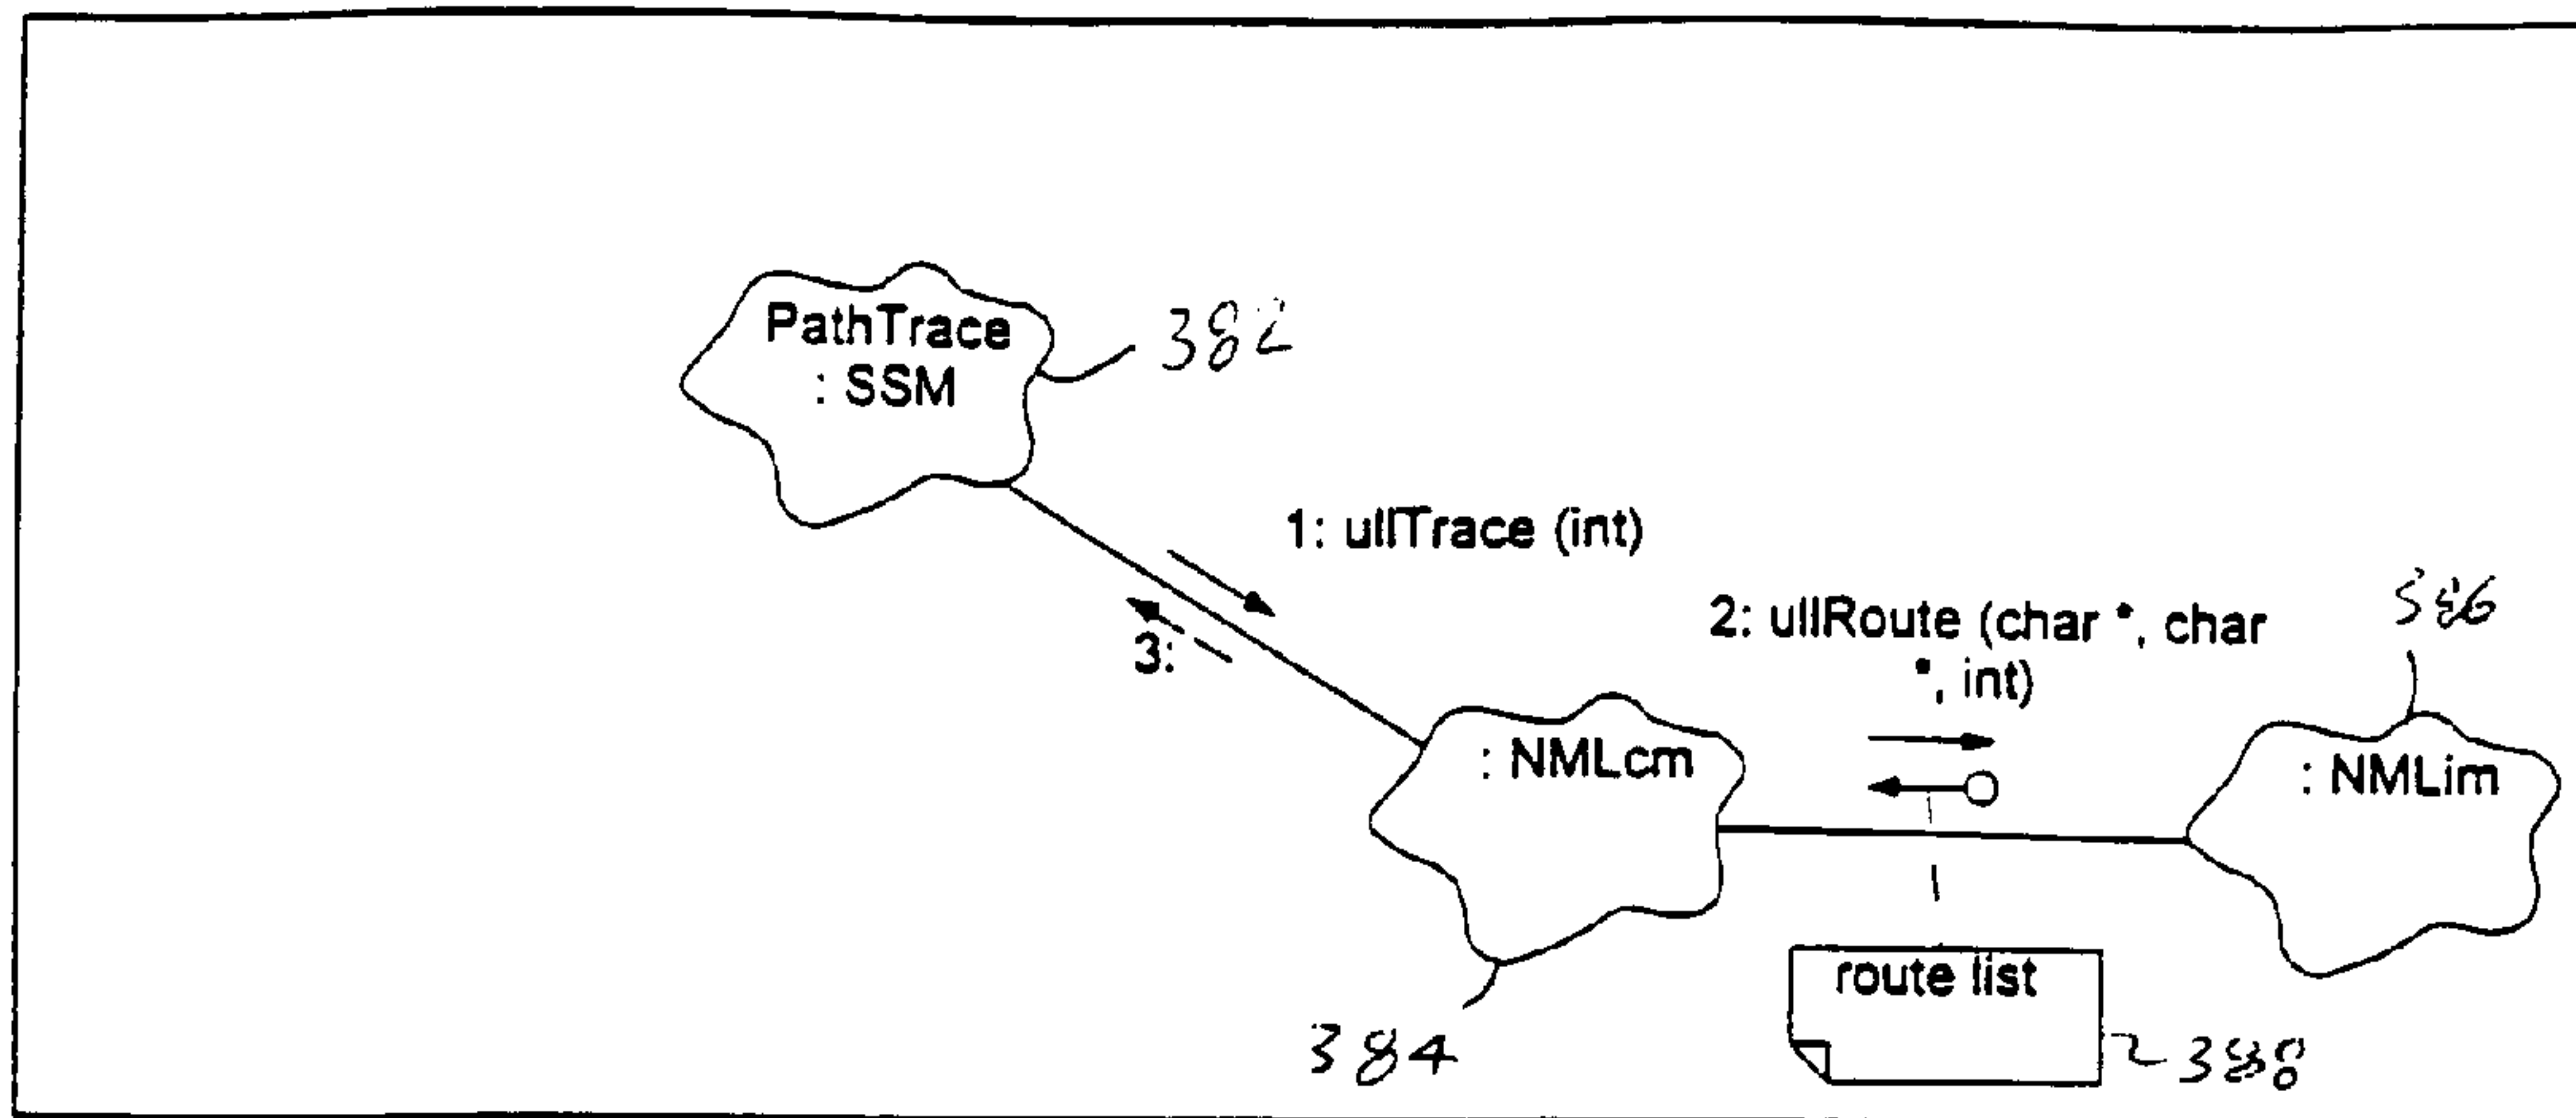 PathTrace
: SSM
382
1: ullTrace (int)
3:
2: ullRoute (char *, char
*, int)
386
: NMLcm
: NMLim
route list
384
388